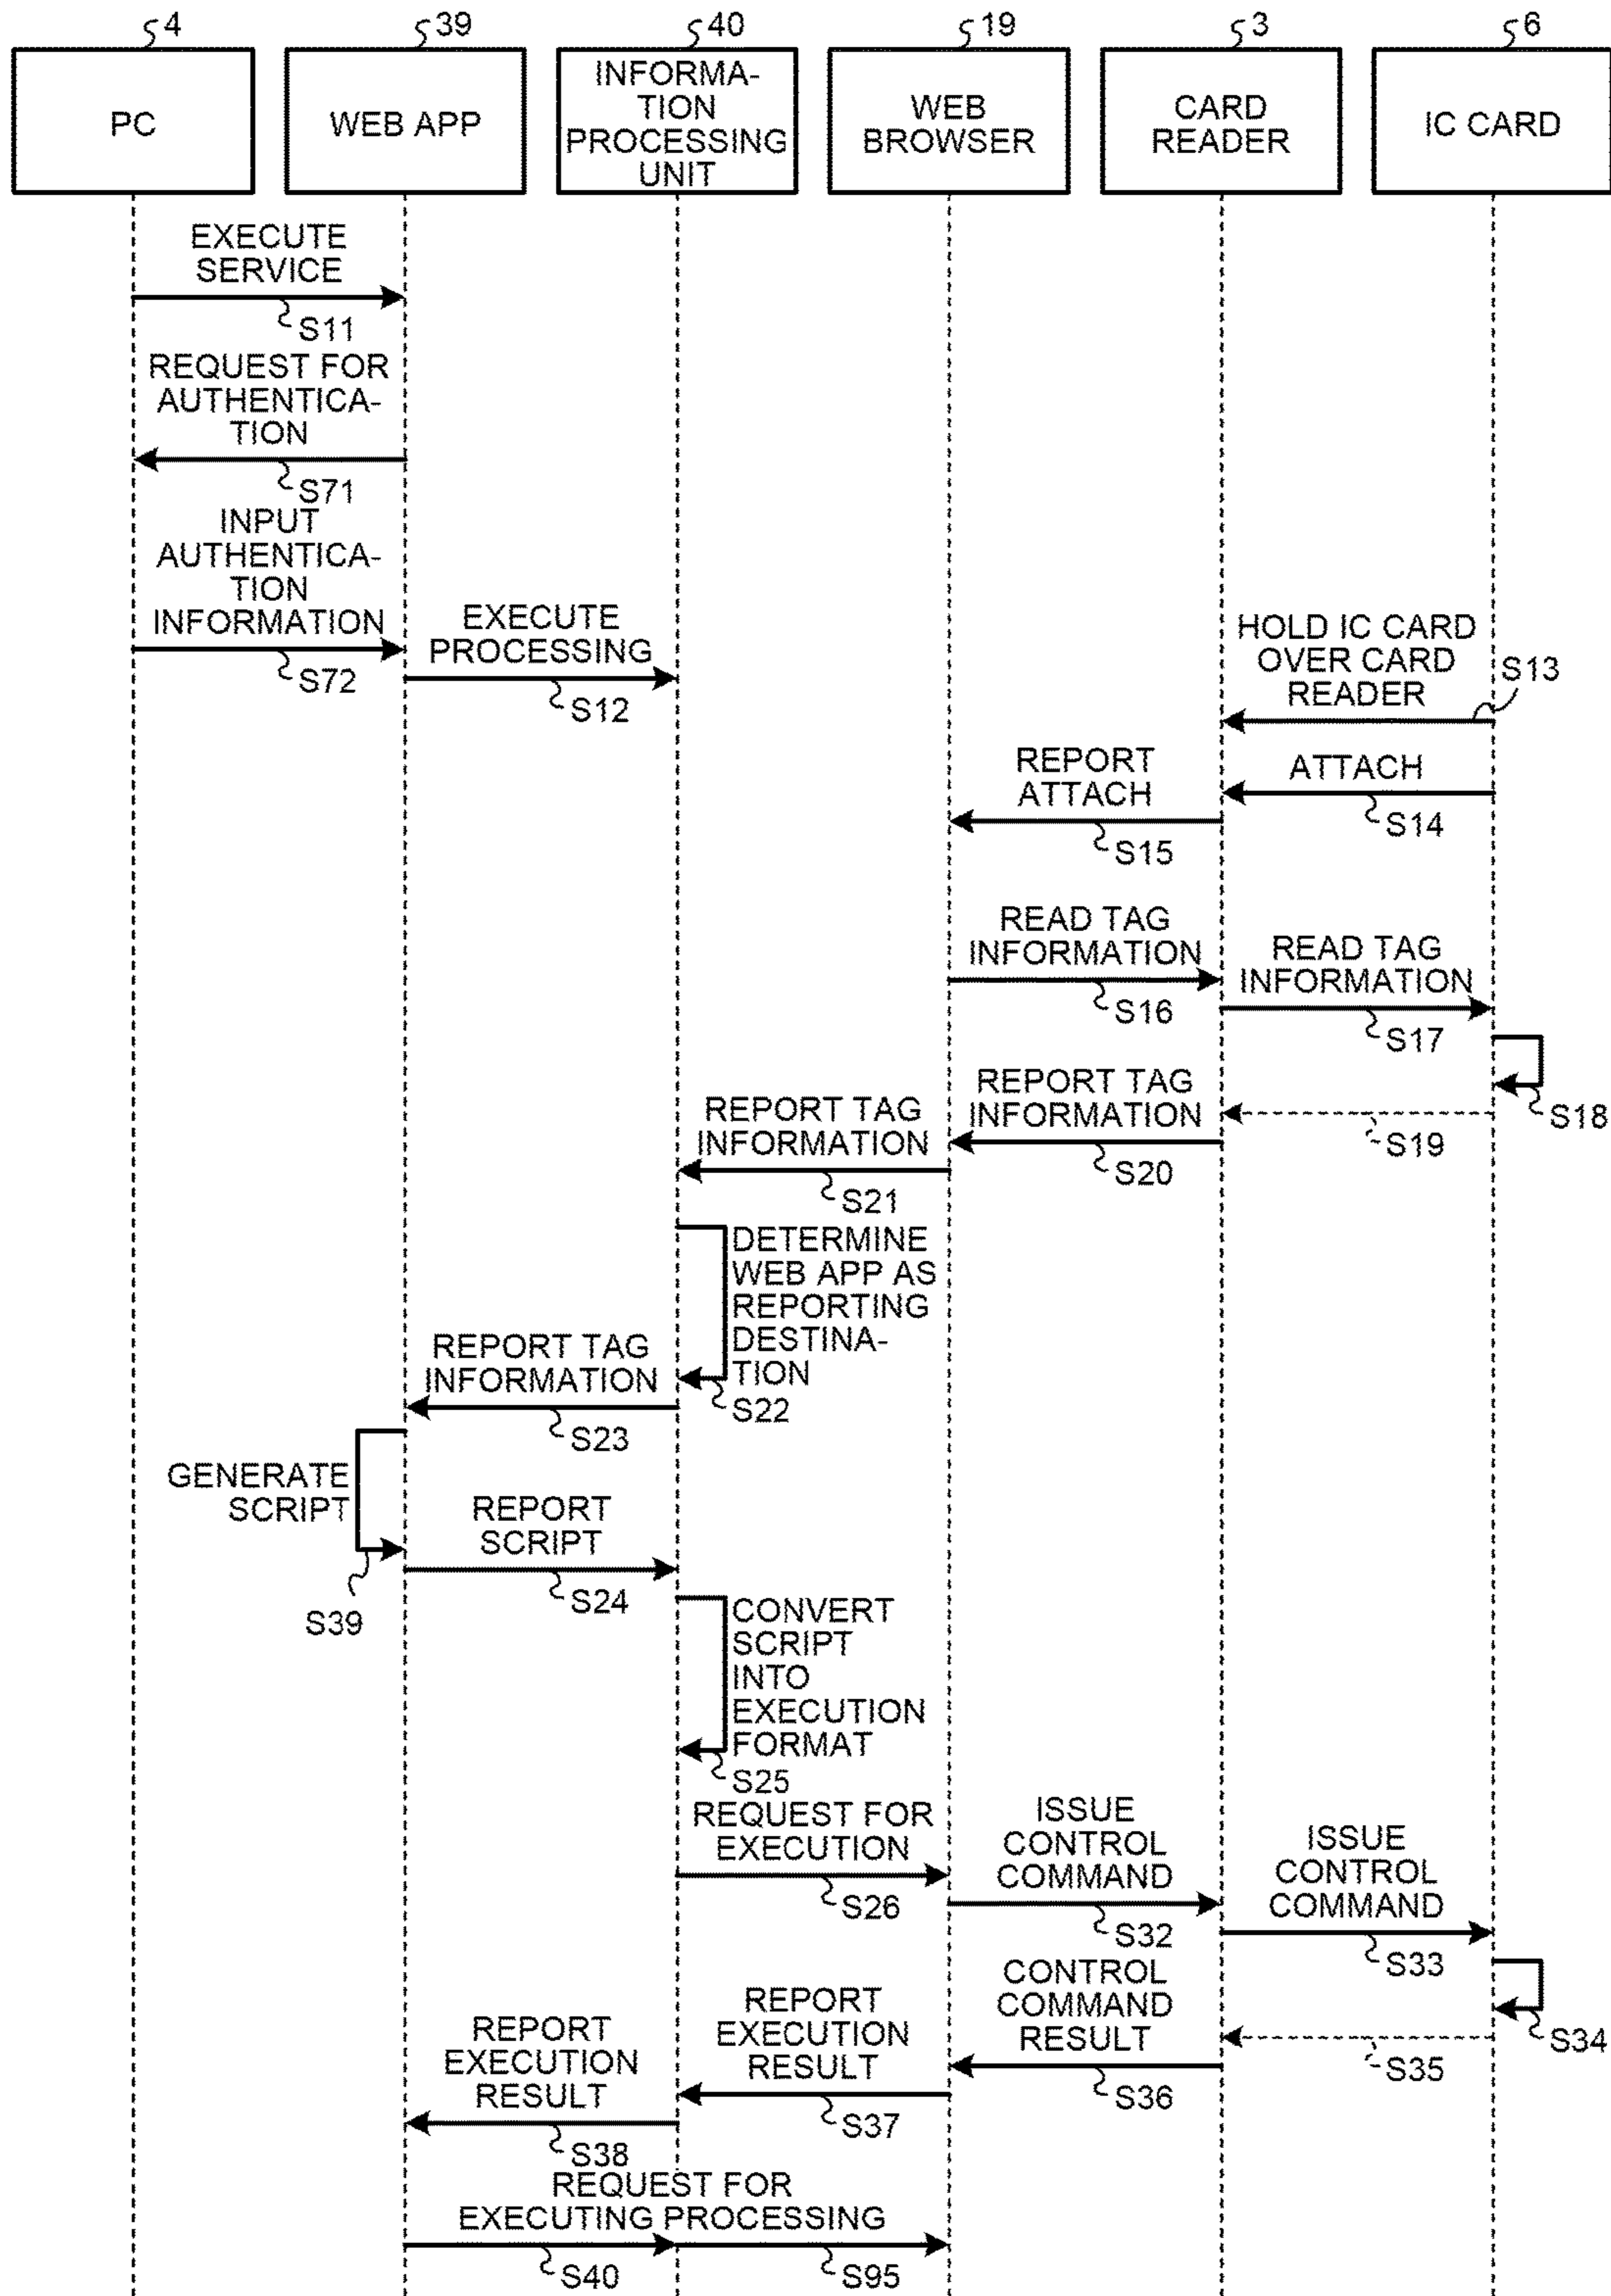 4
39
40
19
3
6
PC
WEB APP
INFORMA-
TION
PROCESSING
UNIT
WEB
BROWSER
CARD
READER
IC CARD
EXECUTE
SERVICE
S11
REQUEST FOR
AUTHENTICA-
TION
S71
INPUT
AUTHENTICA-
TION
INFORMATION
S72
EXECUTE
PROCESSING
S12
HOLD IC CARD
OVER CARD
READER
S13
ATTACH
S14
REPORT
ATTACH
S15
READ TAG
INFORMATION
S16
READ TAG
INFORMATION
S17
S18
S19
REPORT TAG
INFORMATION
S20
REPORT TAG
INFORMATION
S21
DETERMINE
WEB APP AS
REPORTING
DESTINA-
TION
S22
REPORT TAG
INFORMATION
S23
GENERATE
SCRIPT
S39
REPORT
SCRIPT
S24
CONVERT
SCRIPT
INTO
EXECUTION
FORMAT
S25
REQUEST FOR
EXECUTION
S26
ISSUE
CONTROL
COMMAND
S32
ISSUE
CONTROL
COMMAND
S33
S34
S35
CONTROL
COMMAND
RESULT
S36
REPORT
EXECUTION
RESULT
S37
REPORT
EXECUTION
RESULT
S38
REQUEST FOR
EXECUTING PROCESSING
S40
S95